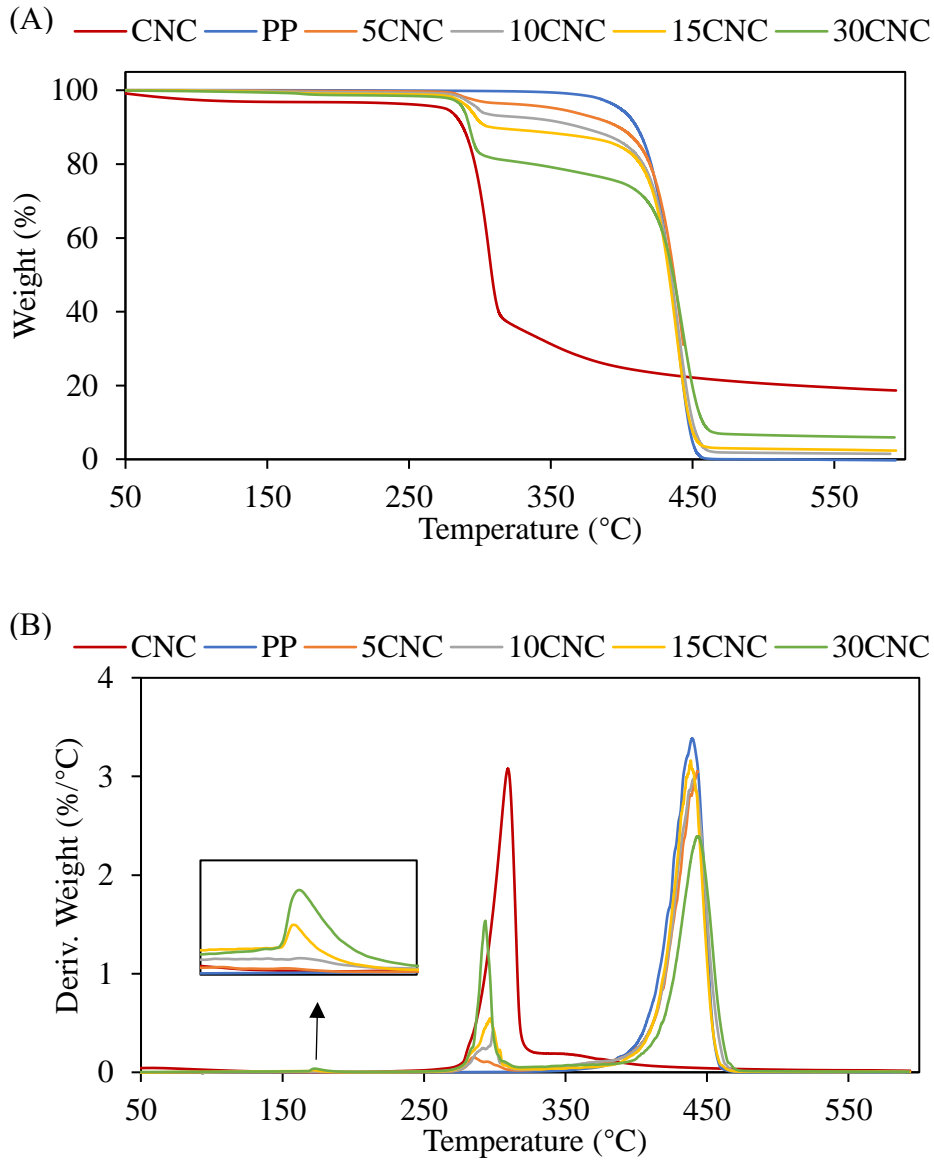 (A)
CNC PP 5CNC 10CNC 15CNC 30CNC
100
80
60
40
20
0
Weight (%)
50 150 250 350 450 550
Temperature (°C)
(B)
CNC PP 5CNC 10CNC 15CNC 30CNC
4
3
2
1
0
Deriv. Weight (%/°C)
50 150 250 350 450 550
Temperature (°C)